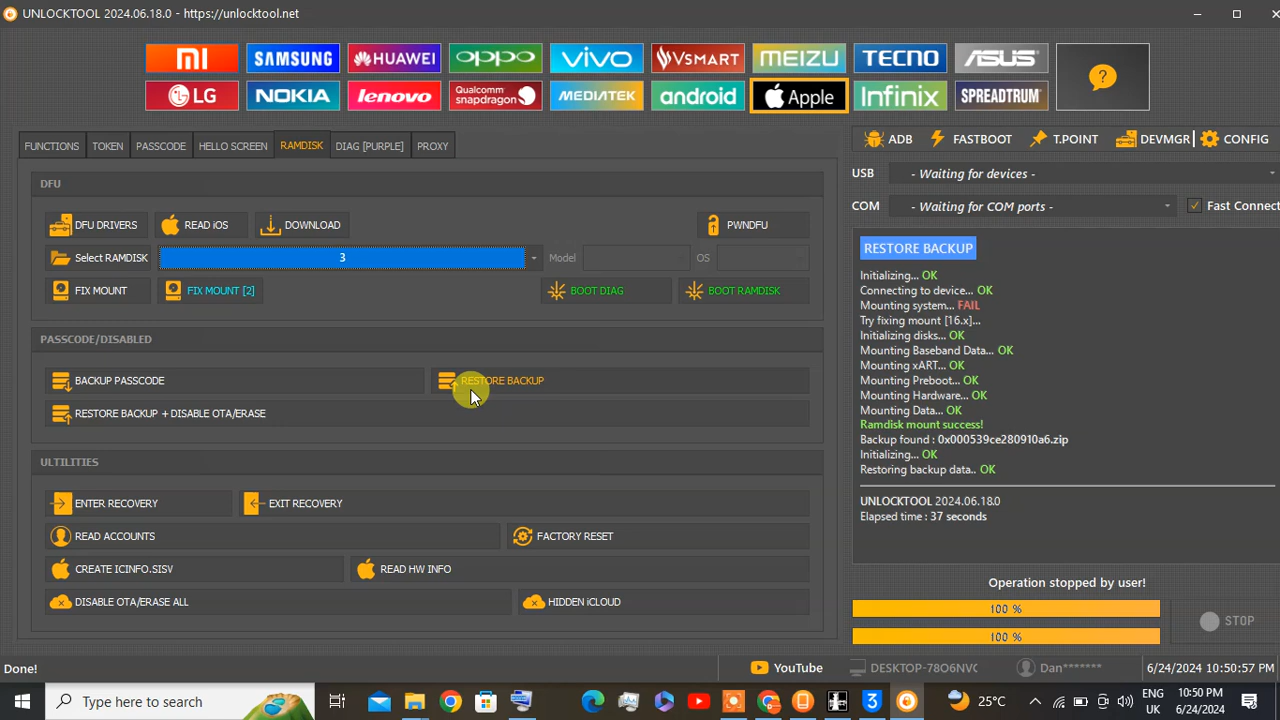 UNLOCKTOOL 2024.06.18.0 - https://unlocktool.net
MI SAMSUNG HUAWEI OPPO VIVO VSMART MEIZU TECNO ASUS ?
LG NOKIA lenovo Qualcomm snapdragon MEDIATEK android Apple Infinix SPREADTRUM
FUNCTIONS TOKEN PASSCODE HELLO SCREEN RAMDISK DIAG [PURPLE] PROXY
ADB FASTBOOT T.POINT DEVMGR CONFIG
USB - Waiting for devices -
COM - Waiting for COM ports - Fast Connect
DFU
DFU DRIVERS READ iOS DOWNLOAD PWNDFU
Select RAMDISK 3 Model OS
FIX MOUNT FIX MOUNT [2] BOOT DIAG BOOT RAMDISK
PASSCODE/DISABLED
BACKUP PASSCODE RESTORE BACKUP
RESTORE BACKUP + DISABLE OTA/ERASE
ULTILITIES
ENTER RECOVERY EXIT RECOVERY
READ ACCOUNTS FACTORY RESET
CREATE ICINFO.SISV READ HW INFO
DISABLE OTA/ERASE ALL HIDDEN iCLOUD
RESTORE BACKUP
Initializing... OK
Connecting to device... OK
Mounting system... FAIL
Try fixing mount [16.x]...
Initializing disks... OK
Mounting Baseband Data... OK
Mounting xART... OK
Mounting Preboot... OK
Mounting Hardware... OK
Mounting Data... OK
Ramdisk mount success!
Backup found : 0x000539ce280910a6.zip
Initializing... OK
Restoring backup data.. OK
UNLOCKTOOL 2024.06.18.0
Elapsed time : 37 seconds
Operation stopped by user!
100 %
100 %
STOP
Done! YouTube DESKTOP-78O6NVC Dan******* 6/24/2024 10:50:57 PM
Type here to search 3 25°C ENG 10:50 PM
UK 6/24/2024